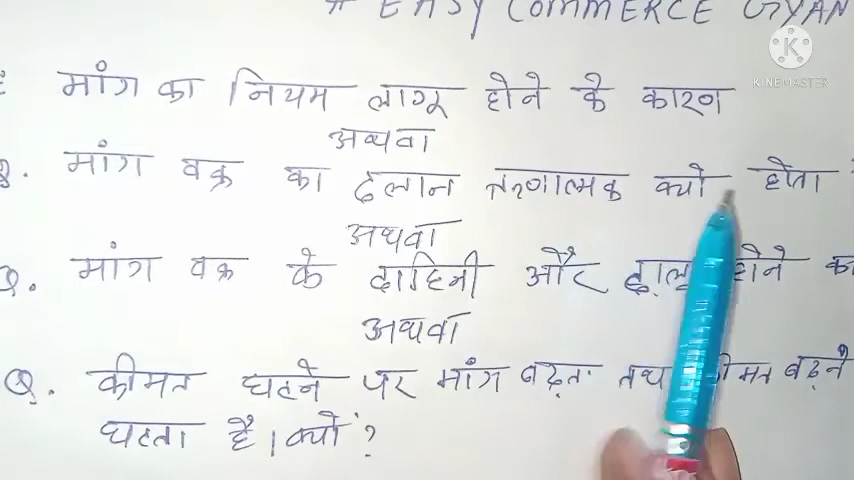 # EASY COMMERCE GYAN
KINEMASTER
मांग का नियम लागू होने के कारण
अथवा
Q. मांग वक्र का ढलान ऋणात्मक क्यों होता
अथवा
Q. मांग वक्र के दाहिनी और ढ़ालू होने का
अथवा
Q. कीमत घटने पर मांग बढ़ता तथा कीमत बढ़ने
घटता है। क्यों ?